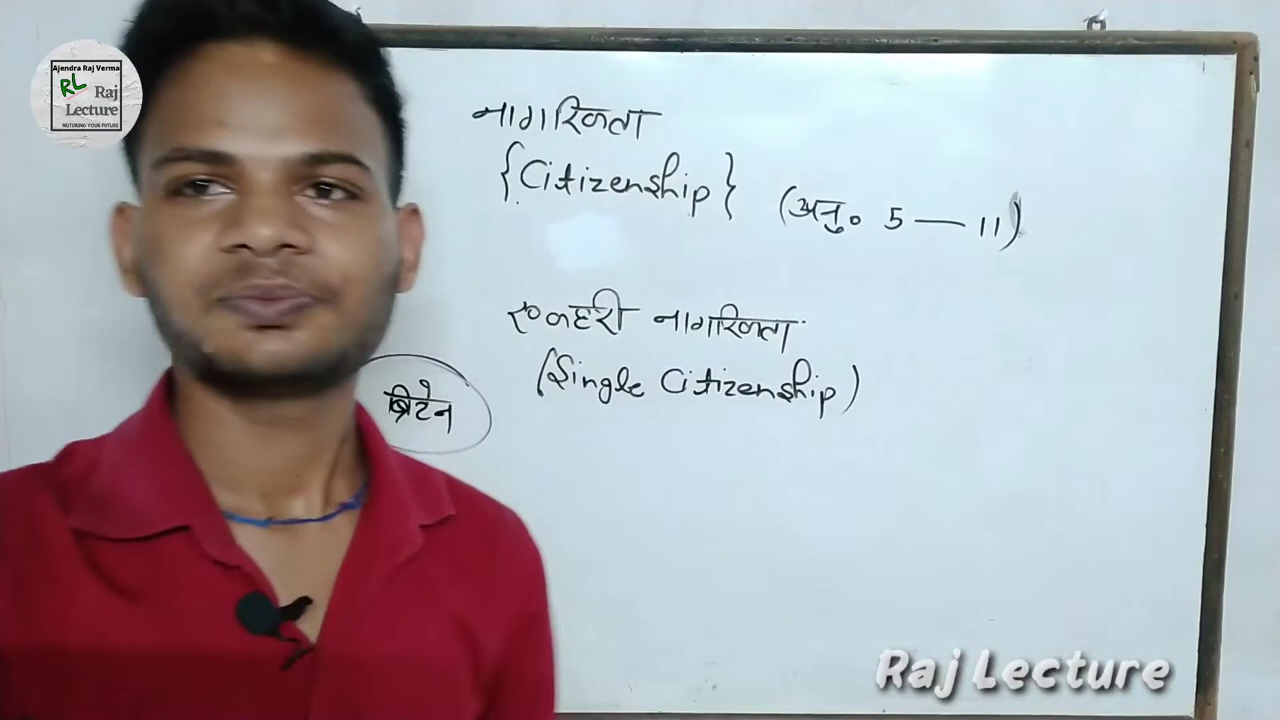 Ajendra Raj Verma
RL Raj
Lecture
NUTURING YOUR FUTURE
नागरिकता
{Citizenship} (अनु॰ 5 — 11)
एकहरी नागरिकता
(Single Citizenship)
ब्रिटेन
Raj Lecture